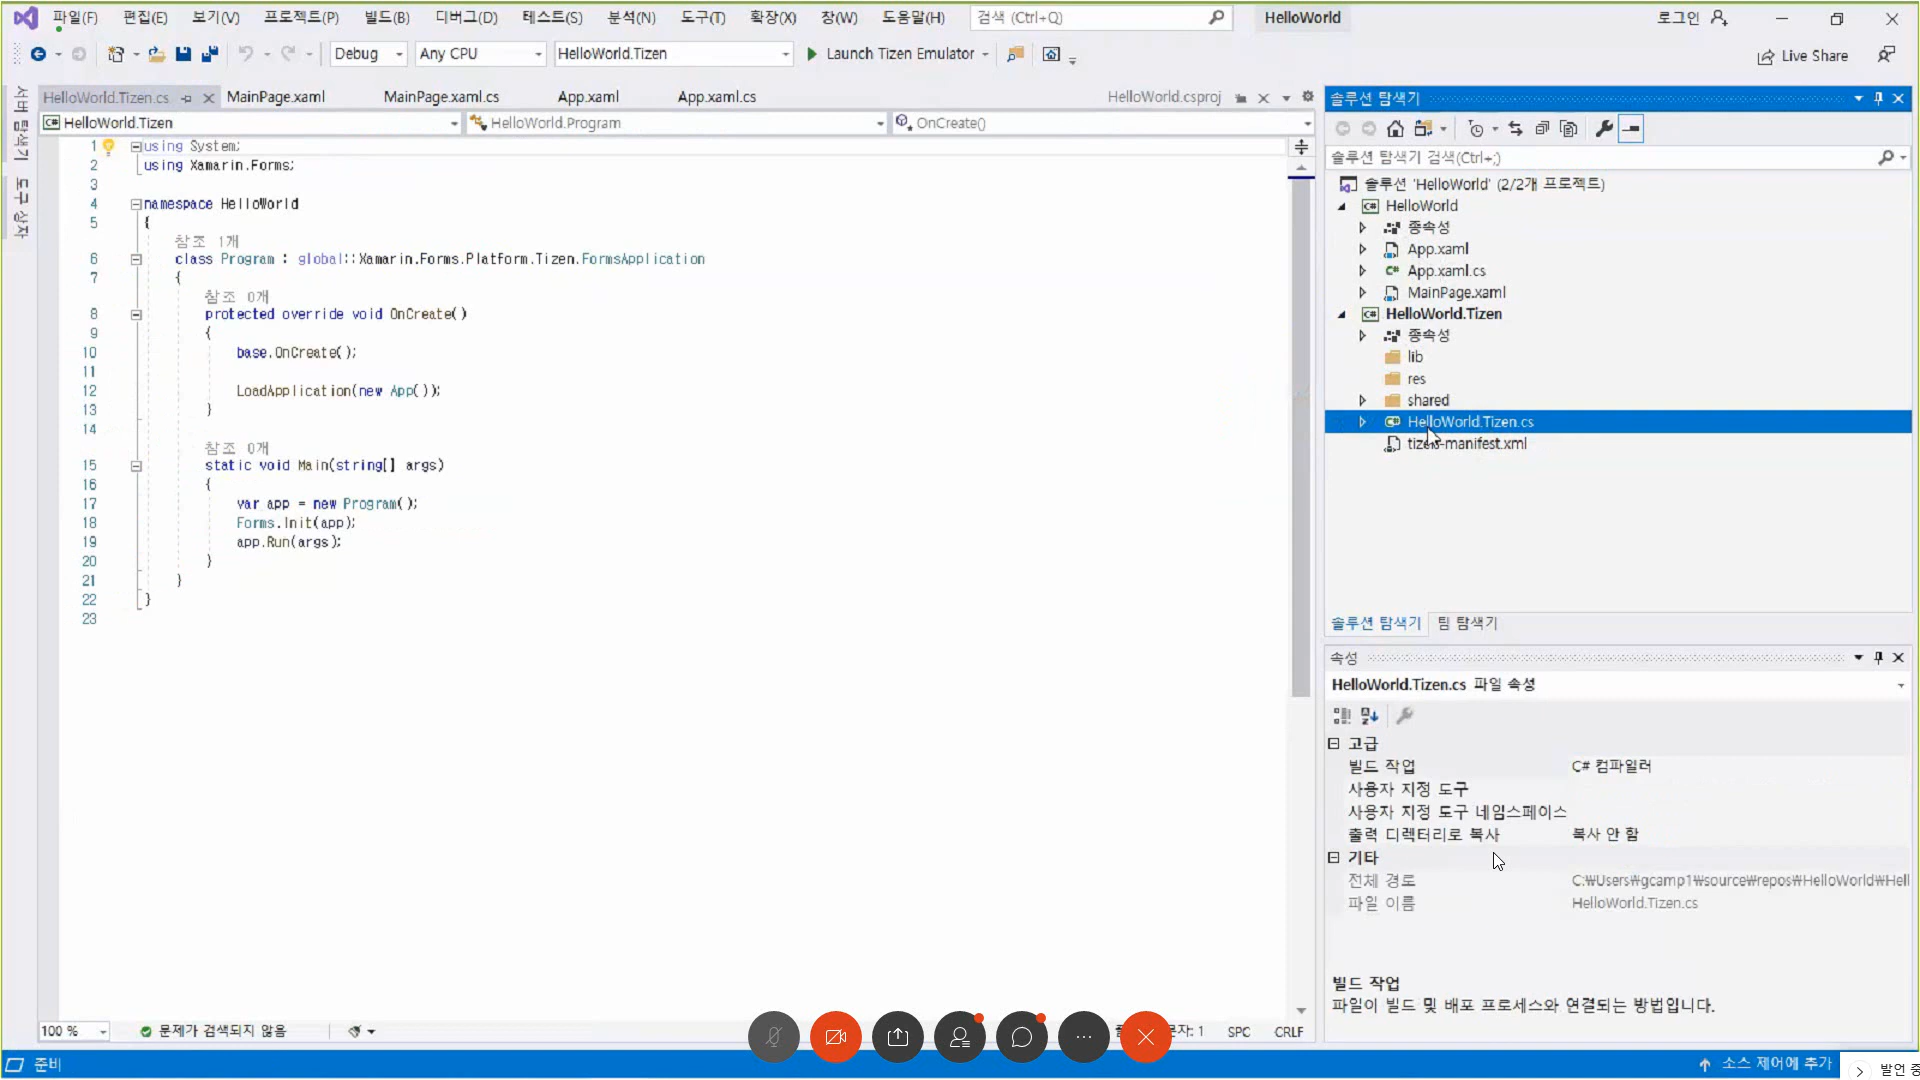 파일(F) 편집(E) 보기(V) 프로젝트(P) 빌드(B) 디버그(D) 테스트(S) 분석(N) 도구(T) 확장(X) 창(W) 도움말(H) 검색 (Ctrl+Q) HelloWorld 로그인
Debug Any CPU HelloWorld.Tizen Launch Tizen Emulator Live Share
서버 탐색기
도구 상자
HelloWorld.Tizen.cs MainPage.xaml MainPage.xaml.cs App.xaml App.xaml.cs HelloWorld.csproj
C# HelloWorld.Tizen HelloWorld.Program OnCreate()
1 using System;
2 using Xamarin.Forms;
3
4 namespace HelloWorld
5 {
참조 1개
6 class Program : global::Xamarin.Forms.Platform.Tizen.FormsApplication
7 {
참조 0개
8 protected override void OnCreate()
9 {
10 base.OnCreate();
11
12 LoadApplication(new App());
13 }
14
참조 0개
15 static void Main(string[] args)
16 {
17 var app = new Program();
18 Forms.Init(app);
19 app.Run(args);
20 }
21 }
22 }
23
100 % 문제가 검색되지 않음 문자: 1 SPC CRLF
솔루션 탐색기
솔루션 탐색기 검색(Ctrl+;)
솔루션 'HelloWorld' (2/2개 프로젝트)
C# HelloWorld
종속성
App.xaml
C# App.xaml.cs
MainPage.xaml
C# HelloWorld.Tizen
종속성
lib
res
shared
C# HelloWorld.Tizen.cs
tizen-manifest.xml
솔루션 탐색기 팀 탐색기
속성
HelloWorld.Tizen.cs 파일 속성
고급
빌드 작업 C# 컴파일러
사용자 지정 도구
사용자 지정 도구 네임스페이스
출력 디렉터리로 복사 복사 안 함
기타
전체 경로 C:₩Users₩gcamp1₩source₩repos₩HelloWorld₩Hell
파일 이름 HelloWorld.Tizen.cs
빌드 작업
파일이 빌드 및 배포 프로세스와 연결되는 방법입니다.
준비 소스 제어에 추가 발언 중